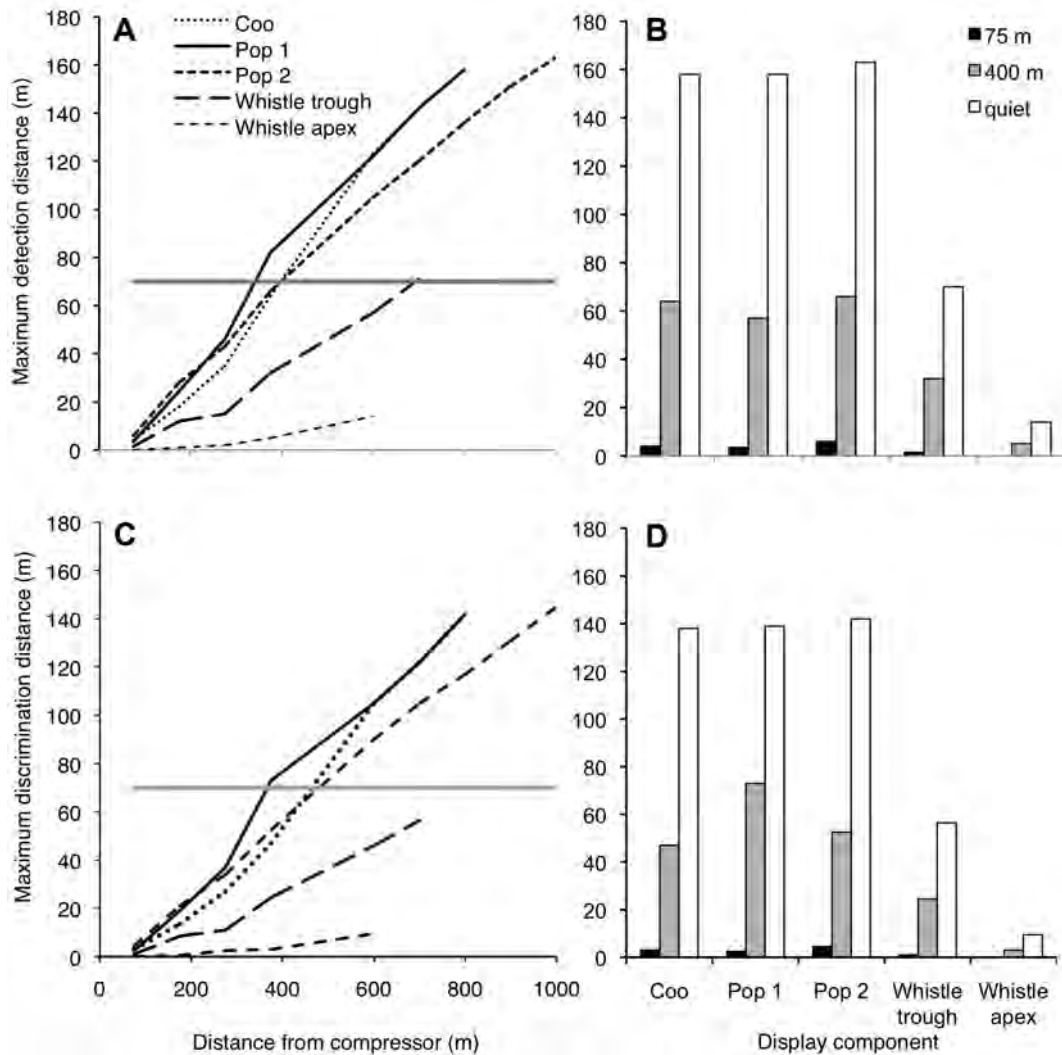 A
Maximum detection distance (m)
180
160
140
120
100
80
60
40
20
0
Coo
Pop 1
Pop 2
Whistle trough
Whistle apex
B
180
160
140
120
100
80
60
40
20
0
75 m
400 m
quiet
C
Maximum discrimination distance (m)
180
160
140
120
100
80
60
40
20
0
0 200 400 600 800 1000
Distance from compressor (m)
D
180
160
140
120
100
80
60
40
20
0
Coo Pop 1 Pop 2 Whistle Whistle
trough apex
Display component